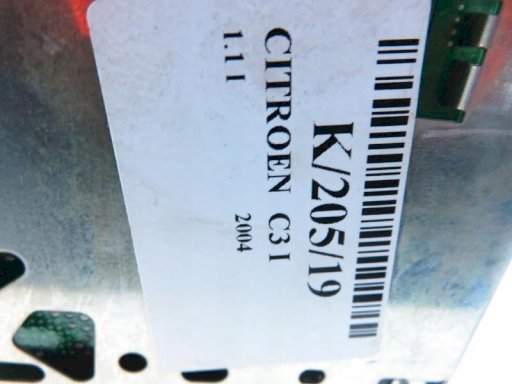 K/205/19
CITROEN C3 I
1.1 I 2004